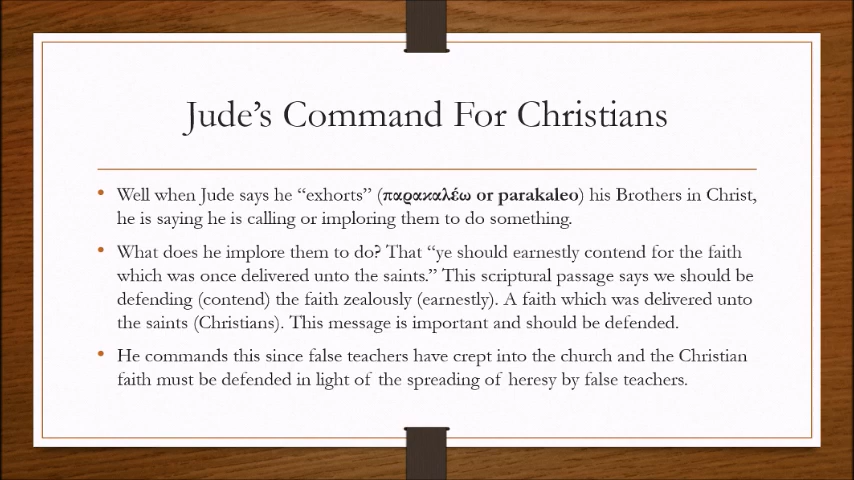 Jude’s Command For Christians
• Well when Jude says he “exhorts” (παρακαλέω or parakaleo) his Brothers in Christ,
he is saying he is calling or imploring them to do something.
• What does he implore them to do? That “ye should earnestly contend for the faith
which was once delivered unto the saints.” This scriptural passage says we should be
defending (contend) the faith zealously (earnestly). A faith which was delivered unto
the saints (Christians). This message is important and should be defended.
• He commands this since false teachers have crept into the church and the Christian
faith must be defended in light of the spreading of heresy by false teachers.